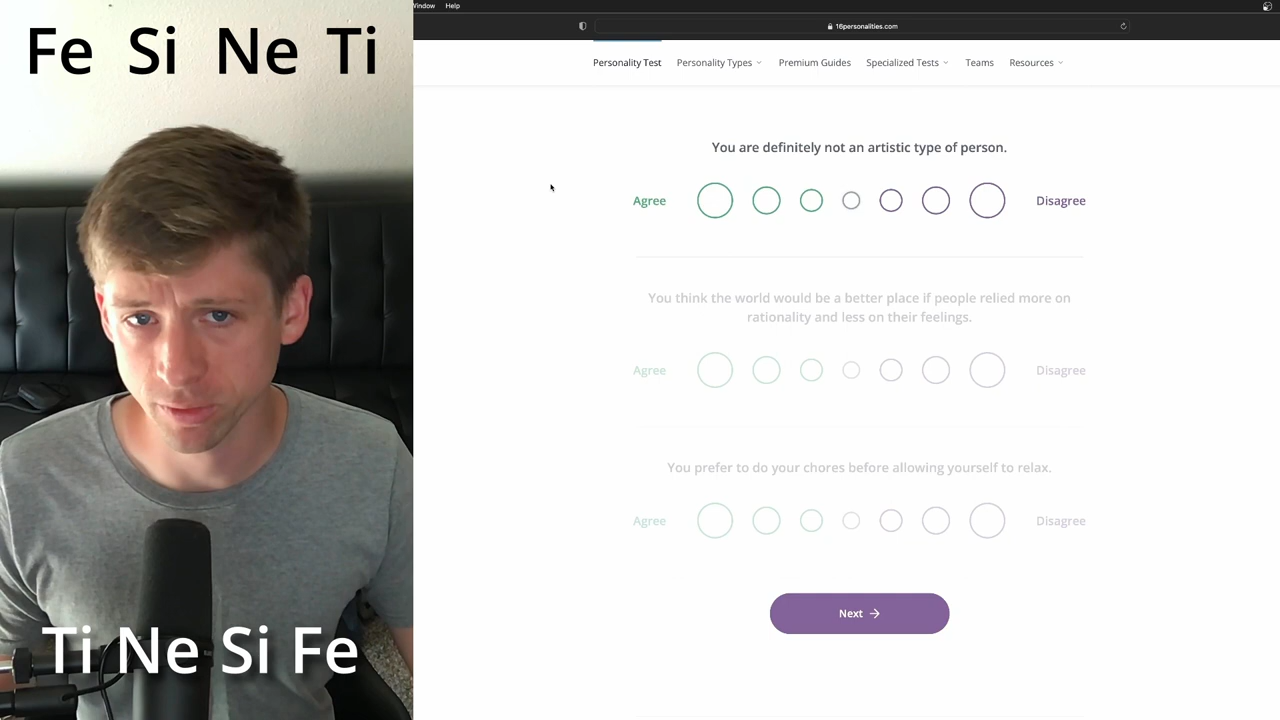 Fe Si Ne Ti
Ti Ne Si Fe
Window Help
16personalities.com
Personality Test Personality Types Premium Guides Specialized Tests Teams Resources
You are definitely not an artistic type of person.
Agree Disagree
You think the world would be a better place if people relied more on
rationality and less on their feelings.
Agree Disagree
You prefer to do your chores before allowing yourself to relax.
Agree Disagree
Next →